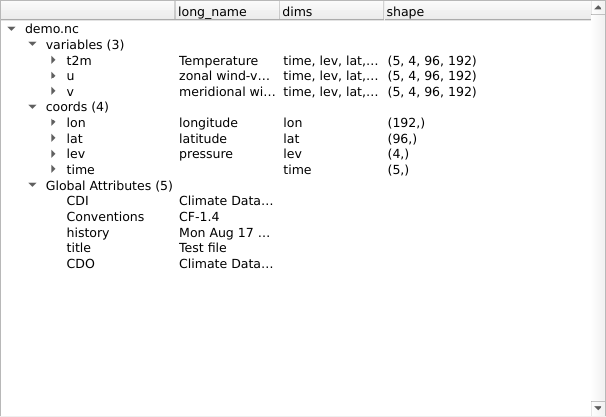 long_name dims shape
demo.nc
variables (3)
t2m Temperature time, lev, lat,... (5, 4, 96, 192)
u zonal wind-v... time, lev, lat,... (5, 4, 96, 192)
v meridional wi... time, lev, lat,... (5, 4, 96, 192)
coords (4)
lon longitude lon (192,)
lat latitude lat (96,)
lev pressure lev (4,)
time time (5,)
Global Attributes (5)
CDI Climate Data...
Conventions CF-1.4
history Mon Aug 17 ...
title Test file
CDO Climate Data...